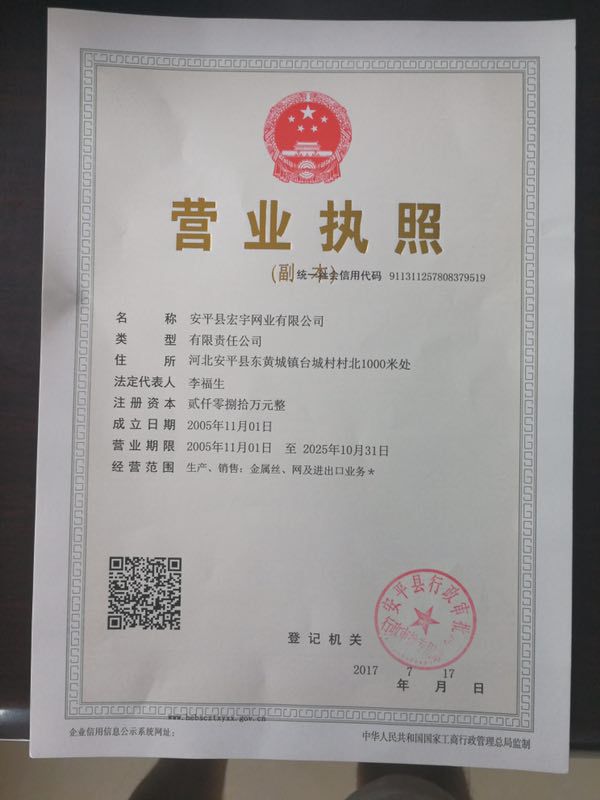 营业执照
(副 本)
统一社会信用代码 911311257808379519
名 称 安平县宏宇网业有限公司
类 型 有限责任公司
住 所 河北安平县东黄城镇台城村村北1000米处
法定代表人 李福生
注册资本 贰仟零捌拾万元整
成立日期 2005年11月01日
营业期限 2005年11月01日 至 2025年10月31日
经营范围 生产、销售：金属丝、网及进出口业务*
安平县行政审批
登记机关
2017 7 17
年 月 日
www.hebscztxyxx.gov.cn
企业信用信息公示系统网址：
中华人民共和国国家工商行政管理总局监制